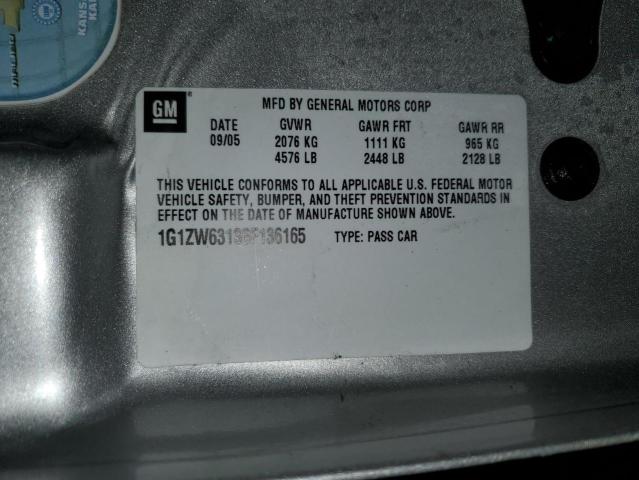 GM
MFD BY GENERAL MOTORS CORP
DATE GVWR GAWR FRT GAWR RR
09/05 2076 KG 1111 KG 965 KG
4576 LB 2448 LB 2128 LB
THIS VEHICLE CONFORMS TO ALL APPLICABLE U.S. FEDERAL MOTOR
VEHICLE SAFETY, BUMPER, AND THEFT PREVENTION STANDARDS IN
EFFECT ON THE DATE OF MANUFACTURE SHOWN ABOVE.
1G1ZW63136F136165 TYPE: PASS CAR